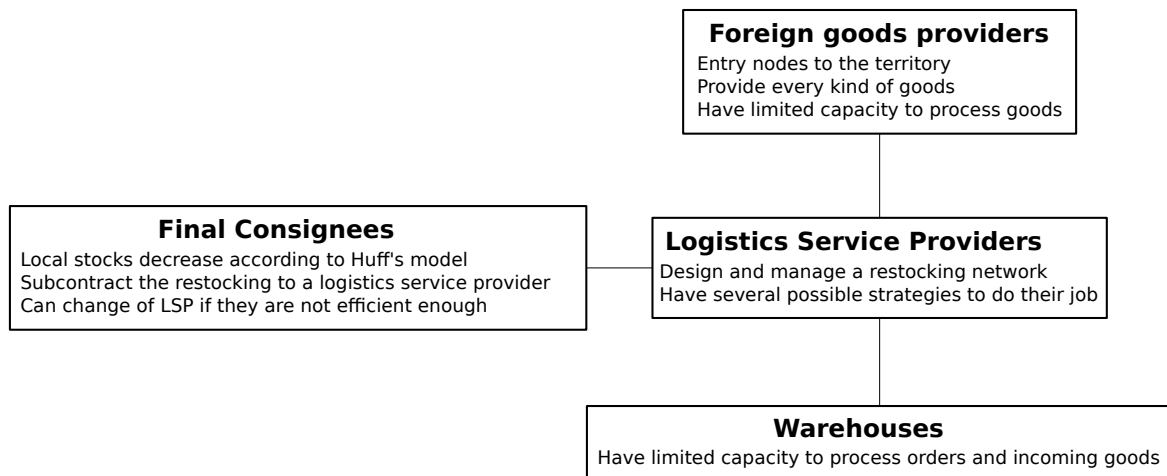 Foreign goods providers
Entry nodes to the territory
Provide every kind of goods
Have limited capacity to process goods
Final Consignees
Local stocks decrease according to Huff's model
Subcontract the restocking to a logistics service provider
Can change of LSP if they are not efficient enough
Logistics Service Providers
Design and manage a restocking network
Have several possible strategies to do their job
Warehouses
Have limited capacity to process orders and incoming goods